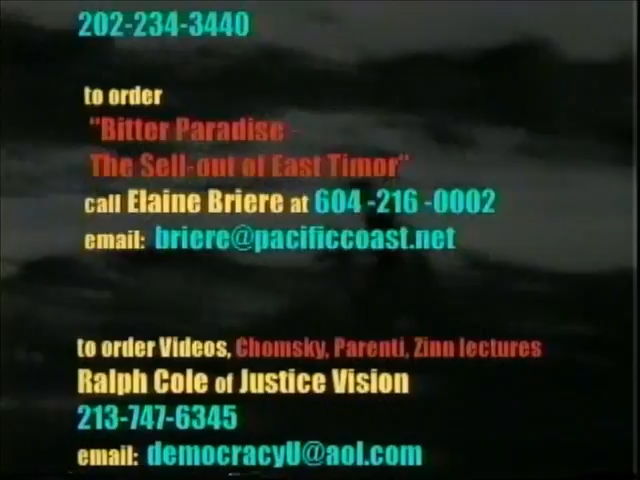 202-234-3440
to order
"Bitter Paradise -
The Sell-out of East Timor"
call Elaine Briere at 604 -216 -0002
email: briere@pacificcoast.net
to order Videos, Chomsky, Parenti, Zinn lectures
Ralph Cole of Justice Vision
213-747-6345
email: democracyU@aol.com